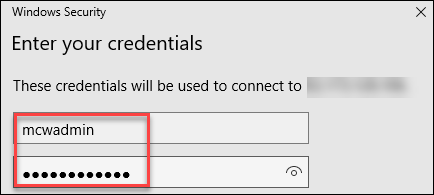 Windows Security
Enter your credentials
These credentials will be used to connect to
mcwadmin
●●●●●●●●●●●●